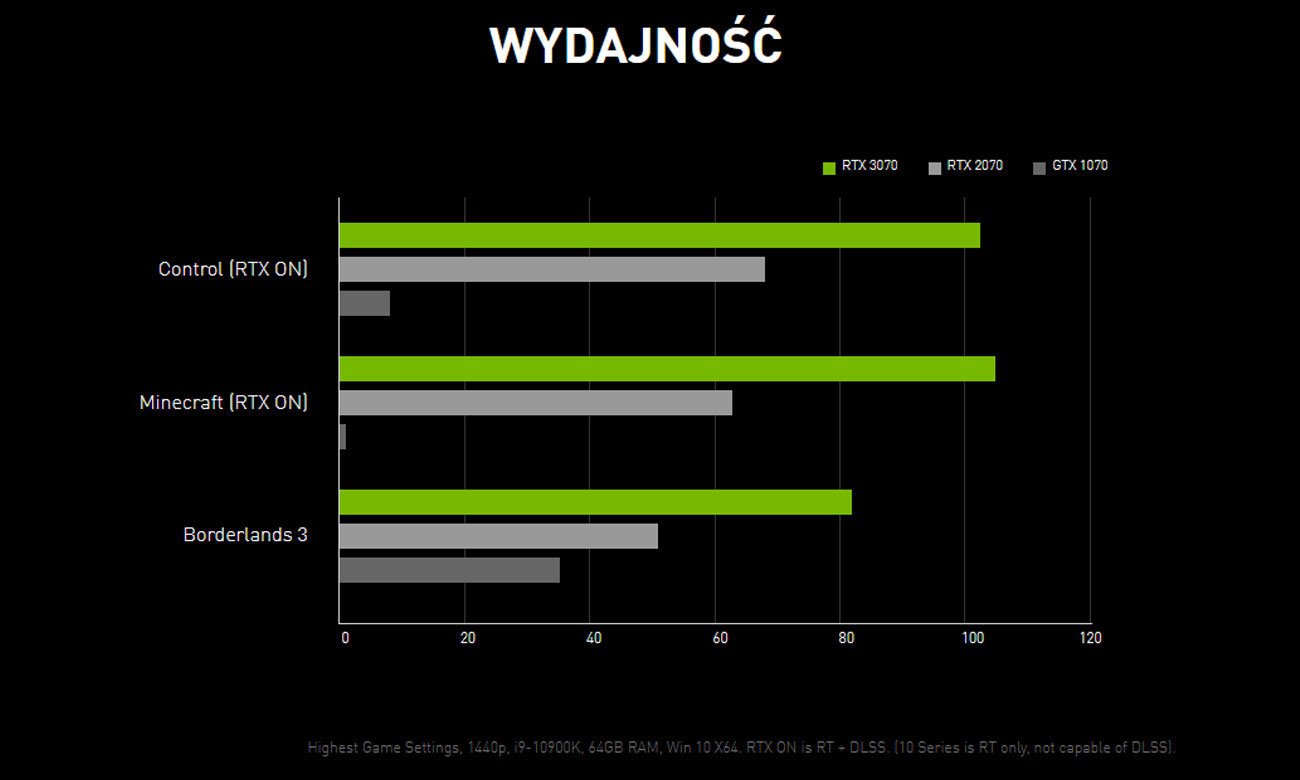 WYDAJNOŚĆ
RTX 3070 RTX 2070 GTX 1070
Control (RTX ON)
Minecraft (RTX ON)
Borderlands 3
0 20 40 60 80 100 120
Highest Game Settings, 1440p, i9-10900K, 64GB RAM, Win 10 X64. RTX ON is RT + DLSS. (10 Series is RT only, not capable of DLSS).